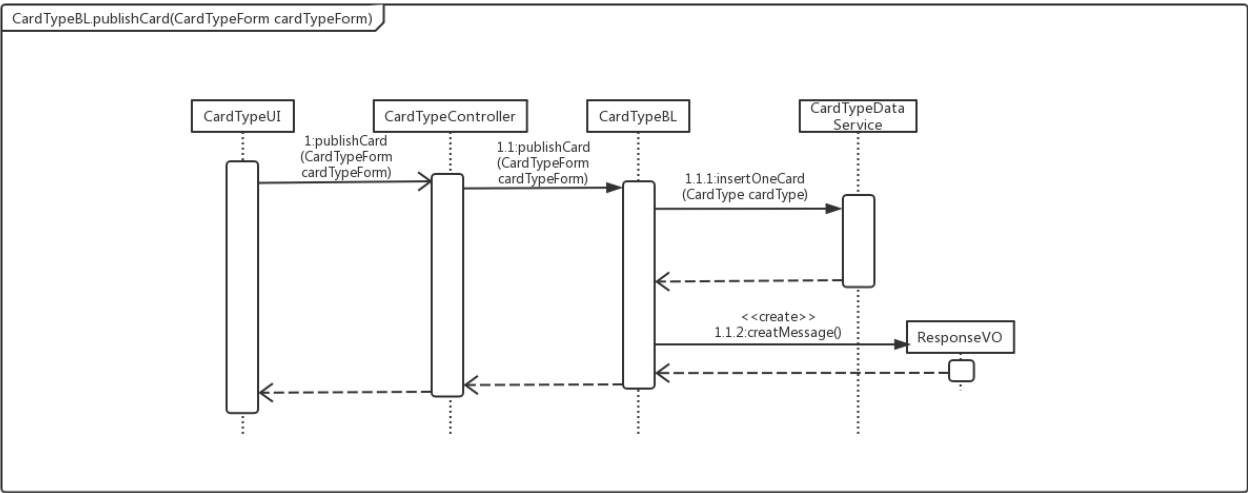 CardTypeBL.publishCard(CardTypeForm cardTypeForm)
CardTypeUI
CardTypeController
CardTypeBL
CardTypeData
Service
1:publishCard
(CardTypeForm
cardTypeForm)
1.1:publishCard
(CardTypeForm
cardTypeForm)
1.1.1:insertOneCard
(CardType cardType)
<<create>>
1.1.2:creatMessage()
ResponseVO